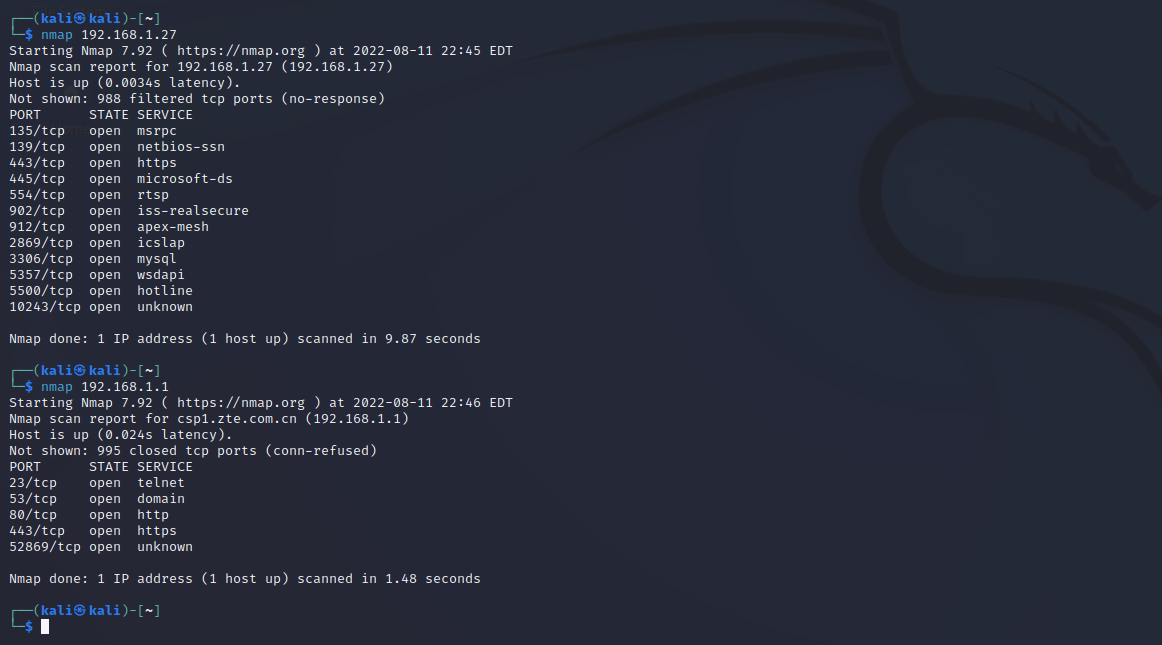 ┌──(kali㉿kali)-[~]
└─$ nmap 192.168.1.27
Starting Nmap 7.92 ( https://nmap.org ) at 2022-08-11 22:45 EDT
Nmap scan report for 192.168.1.27 (192.168.1.27)
Host is up (0.0034s latency).
Not shown: 988 filtered tcp ports (no-response)
PORT      STATE SERVICE
135/tcp   open  msrpc
139/tcp   open  netbios-ssn
443/tcp   open  https
445/tcp   open  microsoft-ds
554/tcp   open  rtsp
902/tcp   open  iss-realsecure
912/tcp   open  apex-mesh
2869/tcp  open  icslap
3306/tcp  open  mysql
5357/tcp  open  wsdapi
5500/tcp  open  hotline
10243/tcp open  unknown

Nmap done: 1 IP address (1 host up) scanned in 9.87 seconds

┌──(kali㉿kali)-[~]
└─$ nmap 192.168.1.1
Starting Nmap 7.92 ( https://nmap.org ) at 2022-08-11 22:46 EDT
Nmap scan report for csp1.zte.com.cn (192.168.1.1)
Host is up (0.024s latency).
Not shown: 995 closed tcp ports (conn-refused)
PORT      STATE SERVICE
23/tcp    open  telnet
53/tcp    open  domain
80/tcp    open  http
443/tcp   open  https
52869/tcp open  unknown

Nmap done: 1 IP address (1 host up) scanned in 1.48 seconds

┌──(kali㉿kali)-[~]
└─$